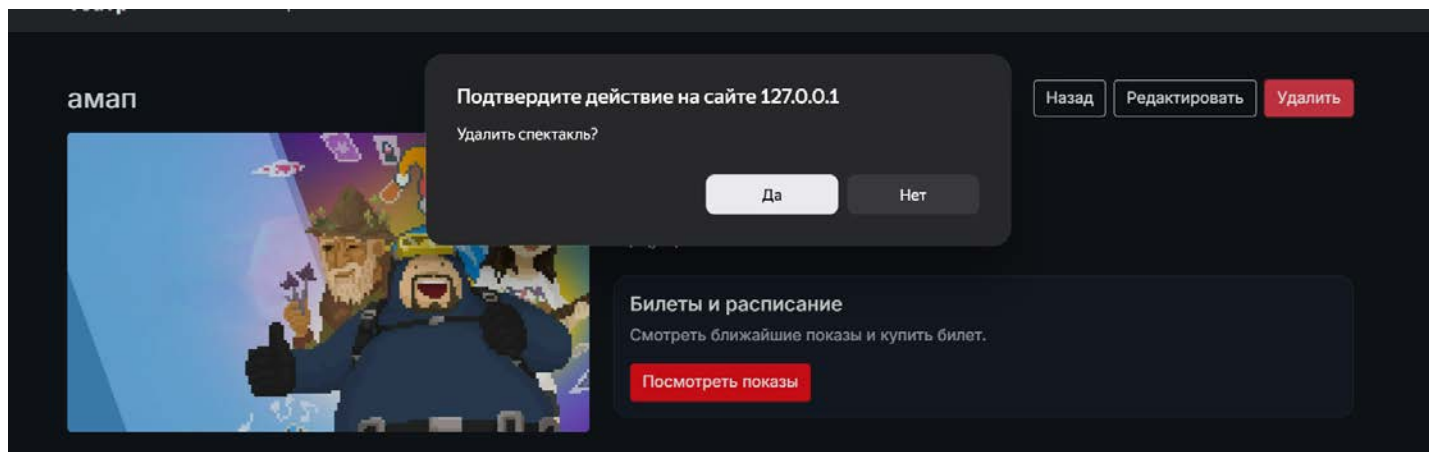 амап
Подтвердите действие на сайте 127.0.0.1
Удалить спектакль?
Да
Нет
Назад
Редактировать
Удалить
Билеты и расписание
Смотреть ближайшие показы и купить билет.
Посмотреть показы